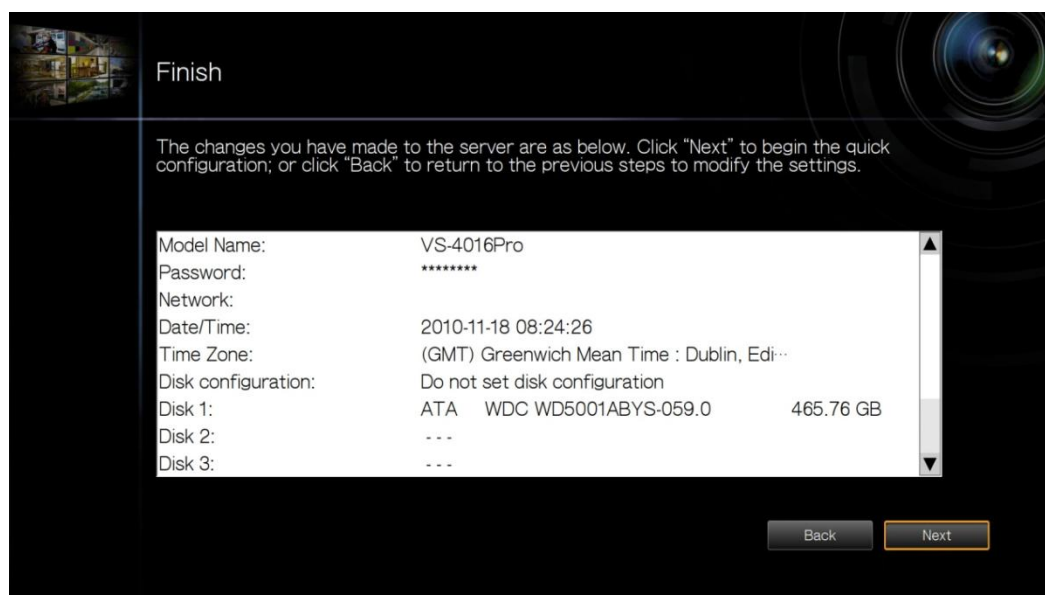 Finish
The changes you have made to the server are as below. Click “Next” to begin the quick
configuration; or click “Back” to return to the previous steps to modify the settings.
Model Name: VS-4016Pro
Password: ********
Network:
Date/Time: 2010-11-18 08:24:26
Time Zone: (GMT) Greenwich Mean Time : Dublin, Edi…
Disk configuration: Do not set disk configuration
Disk 1: ATA WDC WD5001ABYS-059.0 465.76 GB
Disk 2: - - -
Disk 3: - - -
Back Next